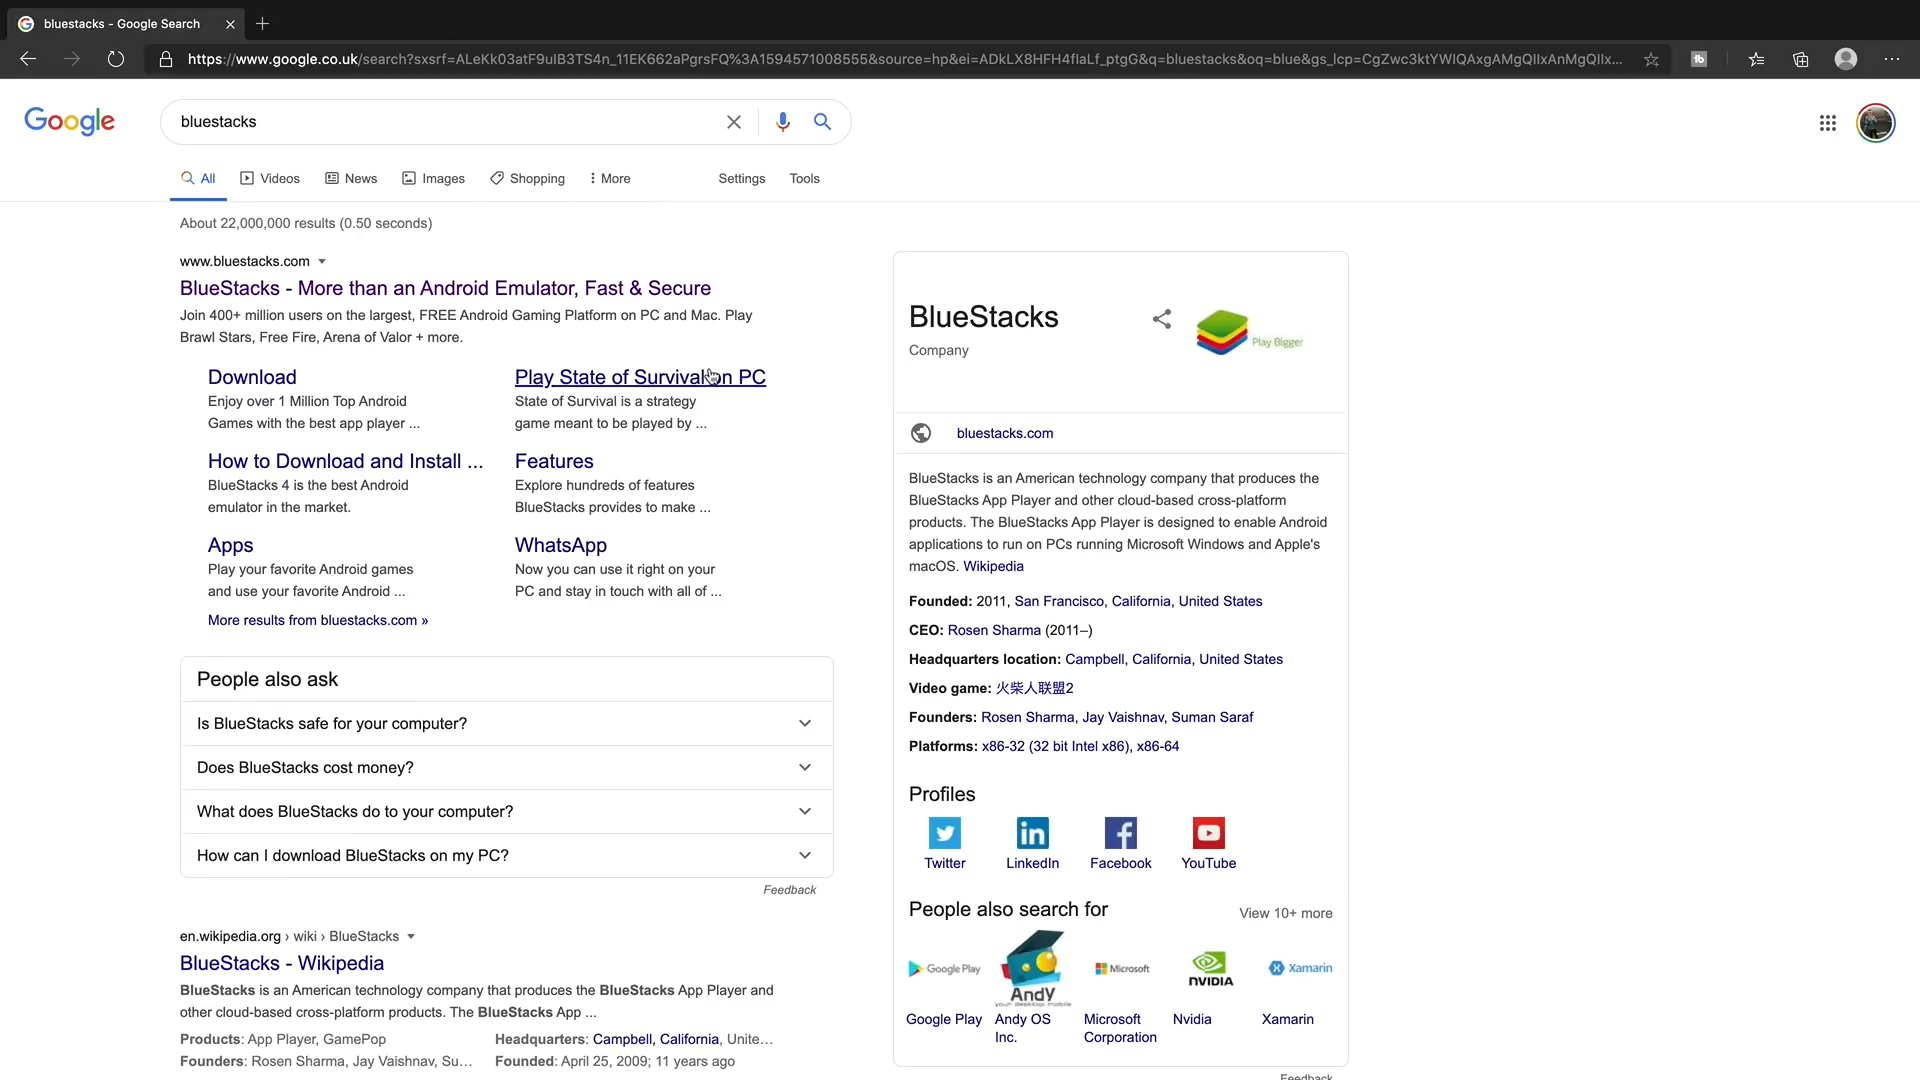 bluestacks - Google Search
https://www.google.co.uk/search?sxsrf=ALeKk03atF9uIB3TS4n_11EK662aPgrsFQ%3A1594571008555&source=hp&ei=ADkLX8HFH4flaLf_ptgG&q=bluestacks&oq=blue&gs_lcp=CgZwc3ktYWIQAxgAMgQIIxAnMgQIIx...
Google
bluestacks
All Videos News Images Shopping More Settings Tools
About 22,000,000 results (0.50 seconds)
www.bluestacks.com
BlueStacks - More than an Android Emulator, Fast & Secure
Join 400+ million users on the largest, FREE Android Gaming Platform on PC and Mac. Play
Brawl Stars, Free Fire, Arena of Valor + more.
Download
Enjoy over 1 Million Top Android
Games with the best app player ...
Play State of Survival on PC
State of Survival is a strategy
game meant to be played by ...
How to Download and Install ...
BlueStacks 4 is the best Android
emulator in the market.
Features
Explore hundreds of features
BlueStacks provides to make ...
Apps
Play your favorite Android games
and use your favorite Android ...
WhatsApp
Now you can use it right on your
PC and stay in touch with all of ...
More results from bluestacks.com »
People also ask
Is BlueStacks safe for your computer?
Does BlueStacks cost money?
What does BlueStacks do to your computer?
How can I download BlueStacks on my PC?
Feedback
en.wikipedia.org › wiki › BlueStacks
BlueStacks - Wikipedia
BlueStacks is an American technology company that produces the BlueStacks App Player and
other cloud-based cross-platform products. The BlueStacks App ...
Products: App Player, GamePop
Headquarters: Campbell, California, Unite...
Founders: Rosen Sharma, Jay Vaishnav, Su...
Founded: April 25, 2009; 11 years ago
BlueStacks
Company
Play Bigger
bluestacks.com
BlueStacks is an American technology company that produces the
BlueStacks App Player and other cloud-based cross-platform
products. The BlueStacks App Player is designed to enable Android
applications to run on PCs running Microsoft Windows and Apple's
macOS. Wikipedia
Founded: 2011, San Francisco, California, United States
CEO: Rosen Sharma (2011–)
Headquarters location: Campbell, California, United States
Video game: 火柴人联盟2
Founders: Rosen Sharma, Jay Vaishnav, Suman Saraf
Platforms: x86-32 (32 bit Intel x86), x86-64
Profiles
Twitter LinkedIn Facebook YouTube
People also search for
View 10+ more
Google Play
Andy
your desktop mobile
Microsoft
NVIDIA
Xamarin
Google Play
Andy OS
Inc.
Microsoft
Corporation
Nvidia
Xamarin
Feedback